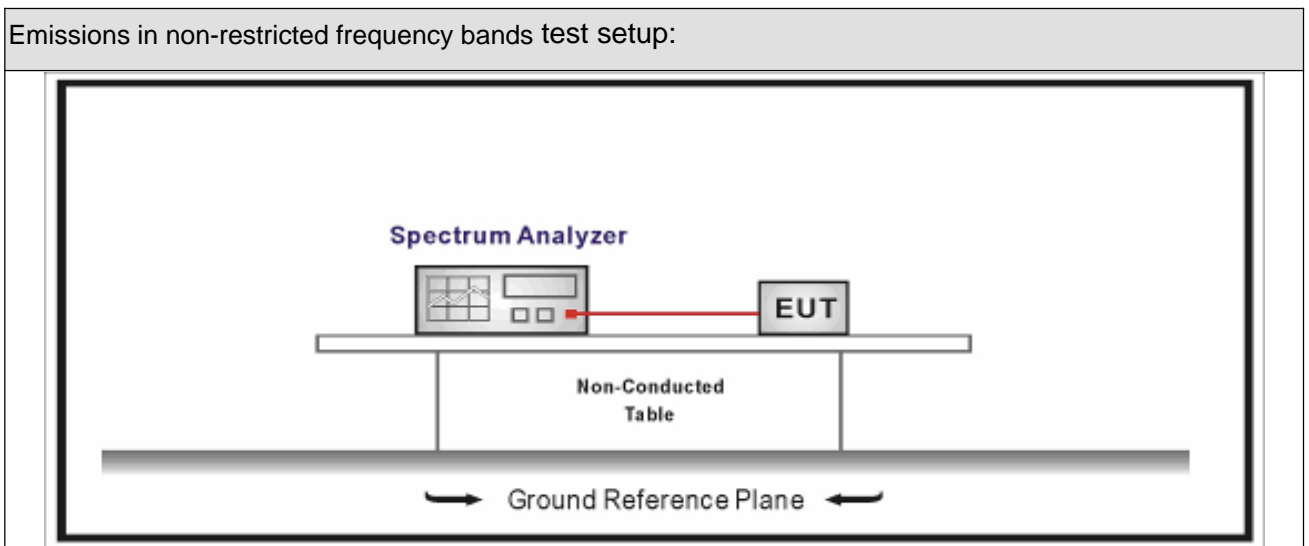 Emissions in non-restricted frequency bands test setup:
Spectrum Analyzer
EUT
Non-Conducted
Table
Ground Reference Plane